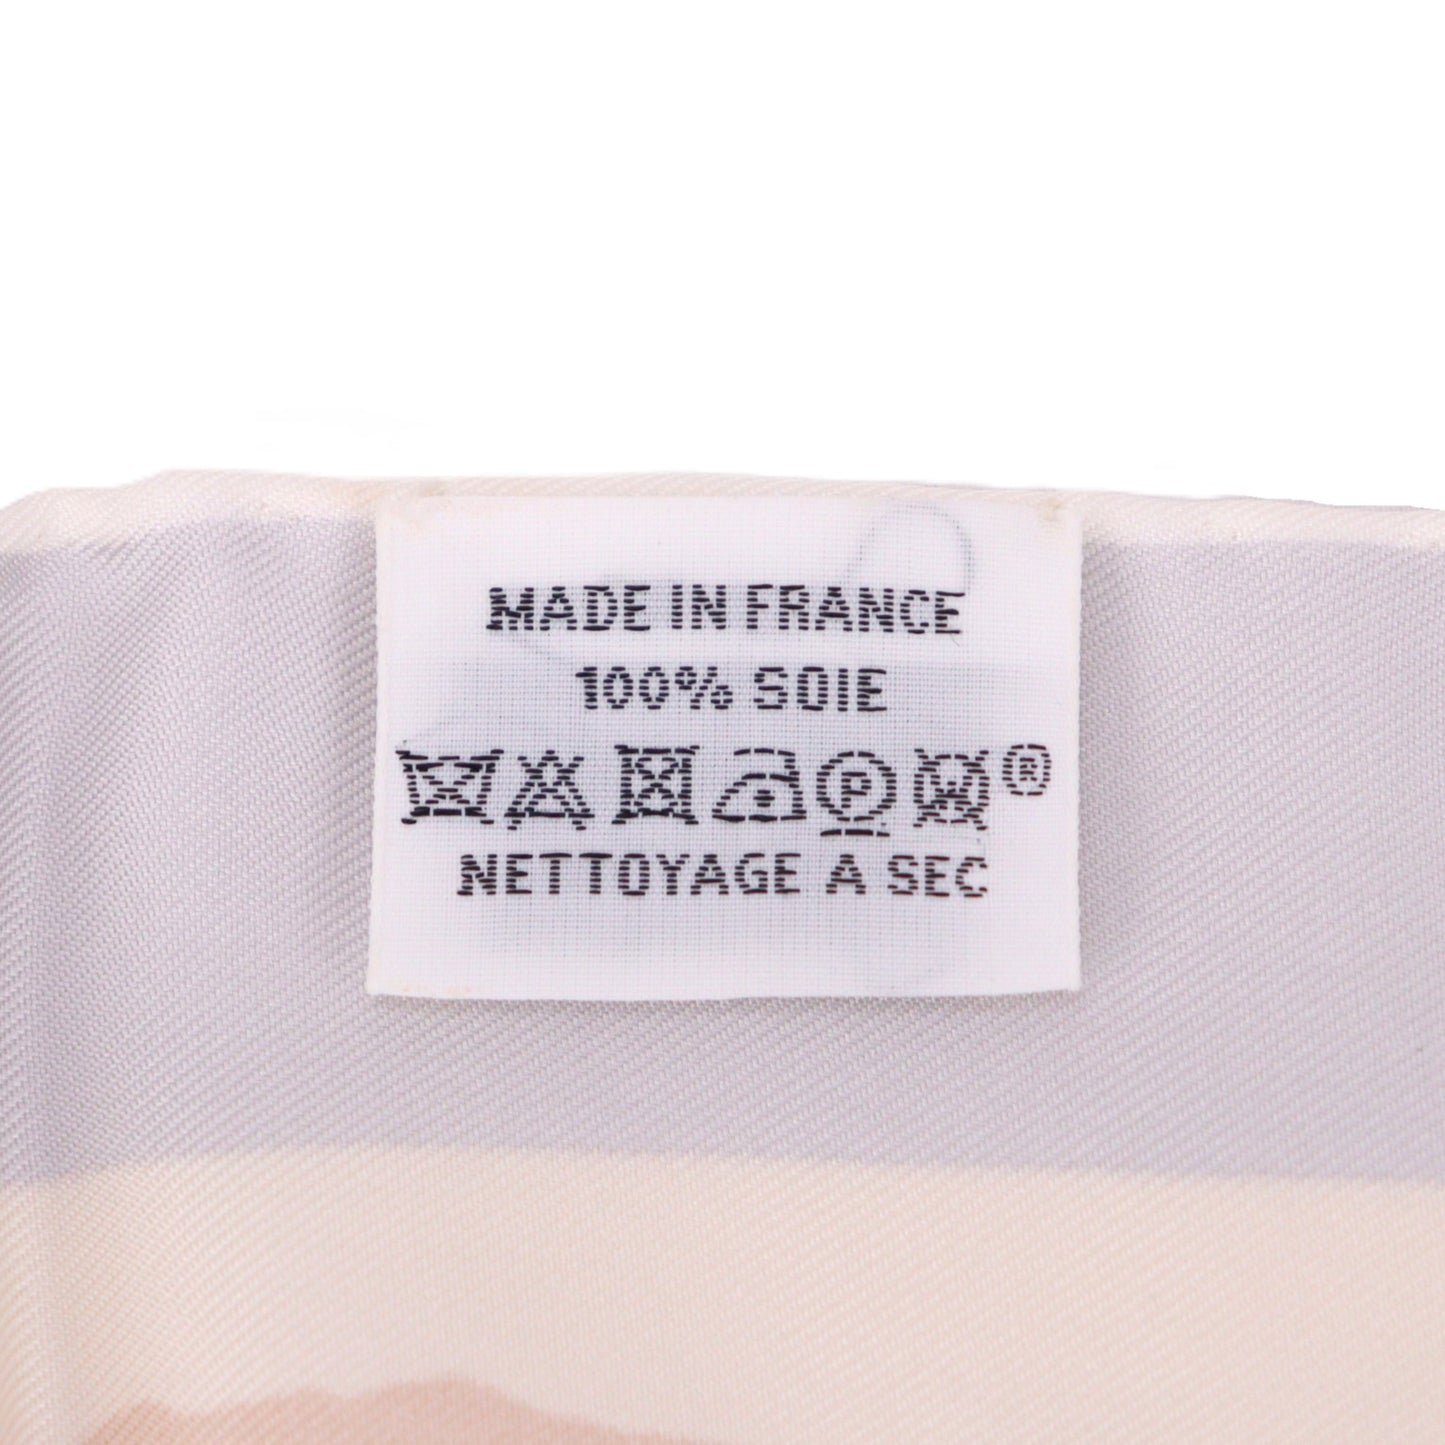 MADE IN FRANCE
100% SOIE
P W ®
NETTOYAGE A SEC